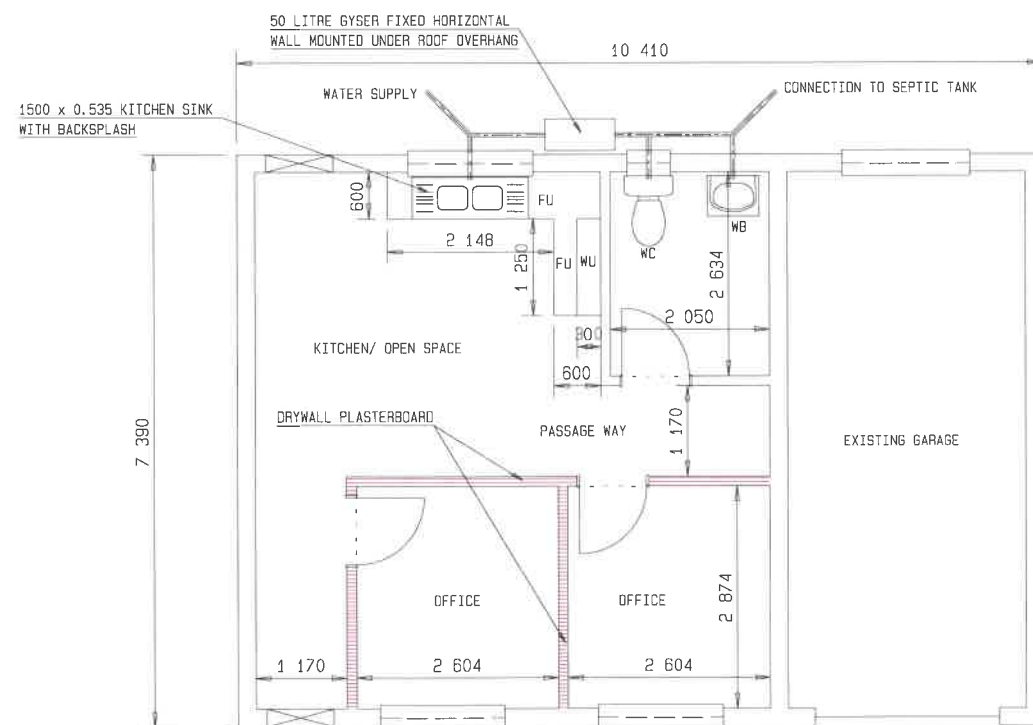 50 LITRE GYSER FIXED HORIZONTAL
WALL MOUNTED UNDER ROOF OVERHANG
10 410
WATER SUPPLY
CONNECTION TO SEPTIC TANK
1500 x 0.535 KITCHEN SINK
WITH BACKSPLASH
600
FU
2 148
1 250
FU
WU
WC
WB
2 634
2 050
600
KITCHEN/ OPEN SPACE
DRYWALL PLASTERBOARD
PASSAGE WAY
1 170
EXISTING GARAGE
7 390
OFFICE
OFFICE
2 874
1 170
2 604
2 604